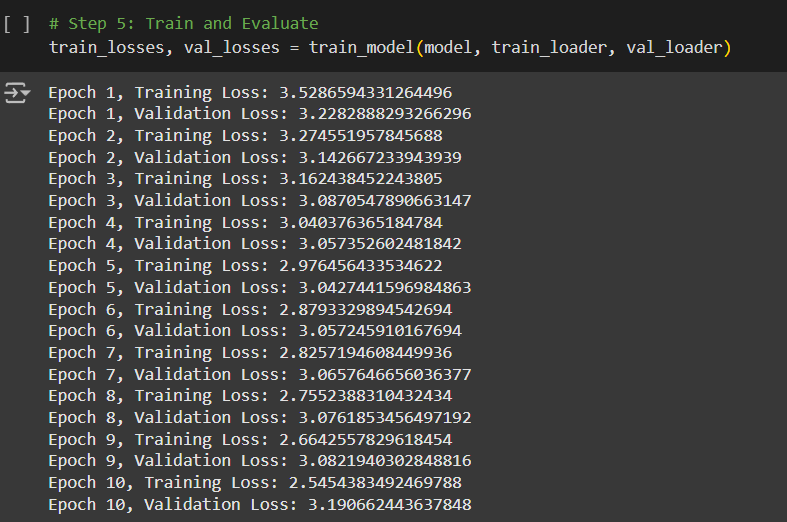 [ ] # Step 5: Train and Evaluate
train_losses, val_losses = train_model(model, train_loader, val_loader)
Epoch 1, Training Loss: 3.5286594331264496
Epoch 1, Validation Loss: 3.2282888293266296
Epoch 2, Training Loss: 3.274551957845688
Epoch 2, Validation Loss: 3.142667233943939
Epoch 3, Training Loss: 3.162438452243805
Epoch 3, Validation Loss: 3.0870547890663147
Epoch 4, Training Loss: 3.040376365184784
Epoch 4, Validation Loss: 3.057352602481842
Epoch 5, Training Loss: 2.976456433534622
Epoch 5, Validation Loss: 3.0427441596984863
Epoch 6, Training Loss: 2.8793329894542694
Epoch 6, Validation Loss: 3.057245910167694
Epoch 7, Training Loss: 2.8257194608449936
Epoch 7, Validation Loss: 3.0657646656036377
Epoch 8, Training Loss: 2.7552388310432434
Epoch 8, Validation Loss: 3.0761853456497192
Epoch 9, Training Loss: 2.6642557829618454
Epoch 9, Validation Loss: 3.0821940302848816
Epoch 10, Training Loss: 2.5454383492469788
Epoch 10, Validation Loss: 3.190662443637848